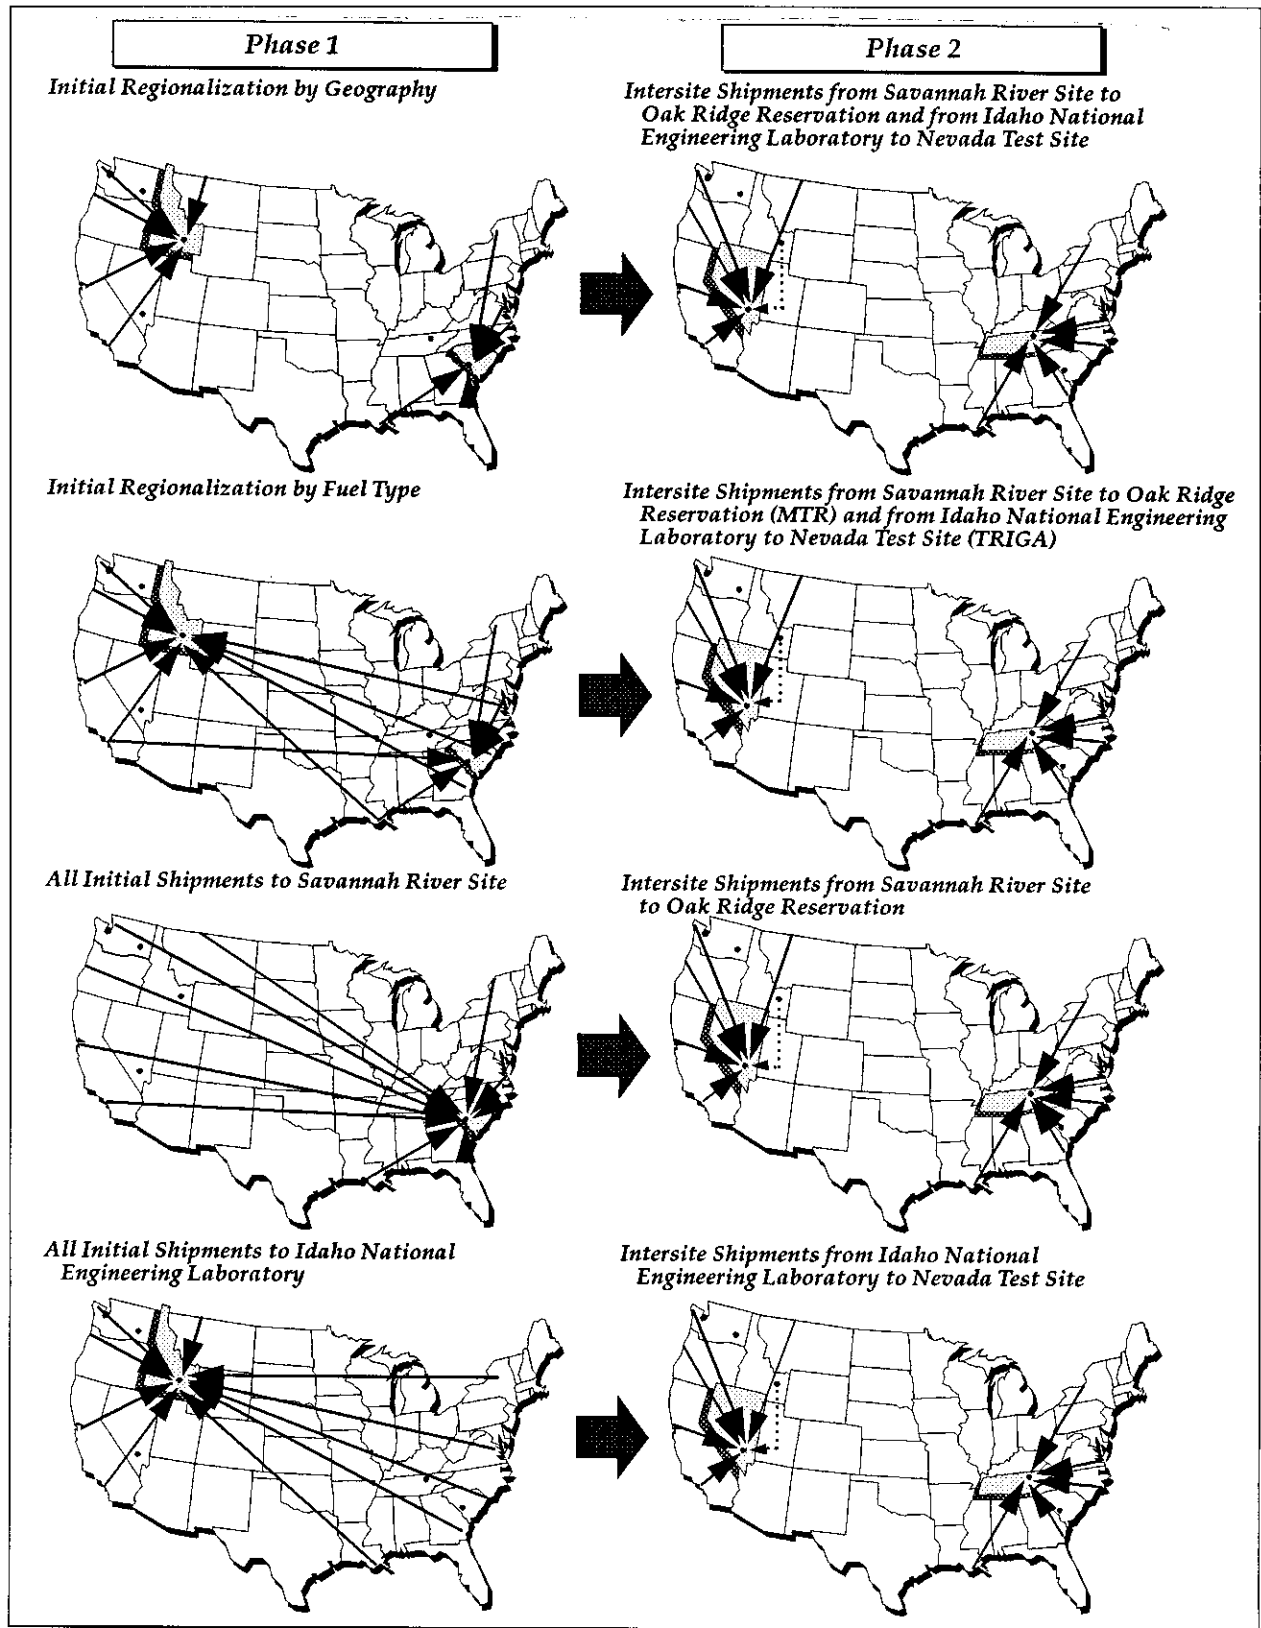 Phase 1
Phase 2
Initial Regionalization by Geography
Intersite Shipments from Savannah River Site to
Oak Ridge Reservation and from Idaho National
Engineering Laboratory to Nevada Test Site
Initial Regionalization by Fuel Type
Intersite Shipments from Savannah River Site to Oak Ridge
Reservation (MTR) and from Idaho National Engineering
Laboratory to Nevada Test Site (TRIGA)
All Initial Shipments to Savannah River Site
Intersite Shipments from Savannah River Site
to Oak Ridge Reservation
All Initial Shipments to Idaho National
Engineering Laboratory
Intersite Shipments from Idaho National
Engineering Laboratory to Nevada Test Site